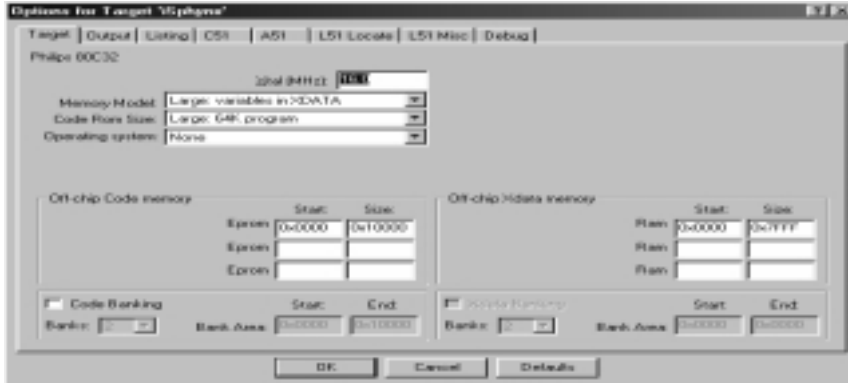 Options for Target 'ISphynx'
Target Output Listing C51 A51 L51 Locate L51 Misc Debug
Philips 80C32
Xtal (MHz):
Memory Model: Large: variables in XDATA
Code Rom Size: Large: 64K program
Operating system: None
Off-chip Code memory
Start: Size:
Eprom 0x0000 0x10000
Eprom
Eprom
Off-chip Xdata memory
Start: Size:
Ram 0x0000 0x7FFF
Ram
Ram
Code Banking Start: End:
Banks: 2 Bank Area: 0x0000 0x10000
Start End:
Banks: 2 Bank Area: 0x0000
OK Cancel Defaults